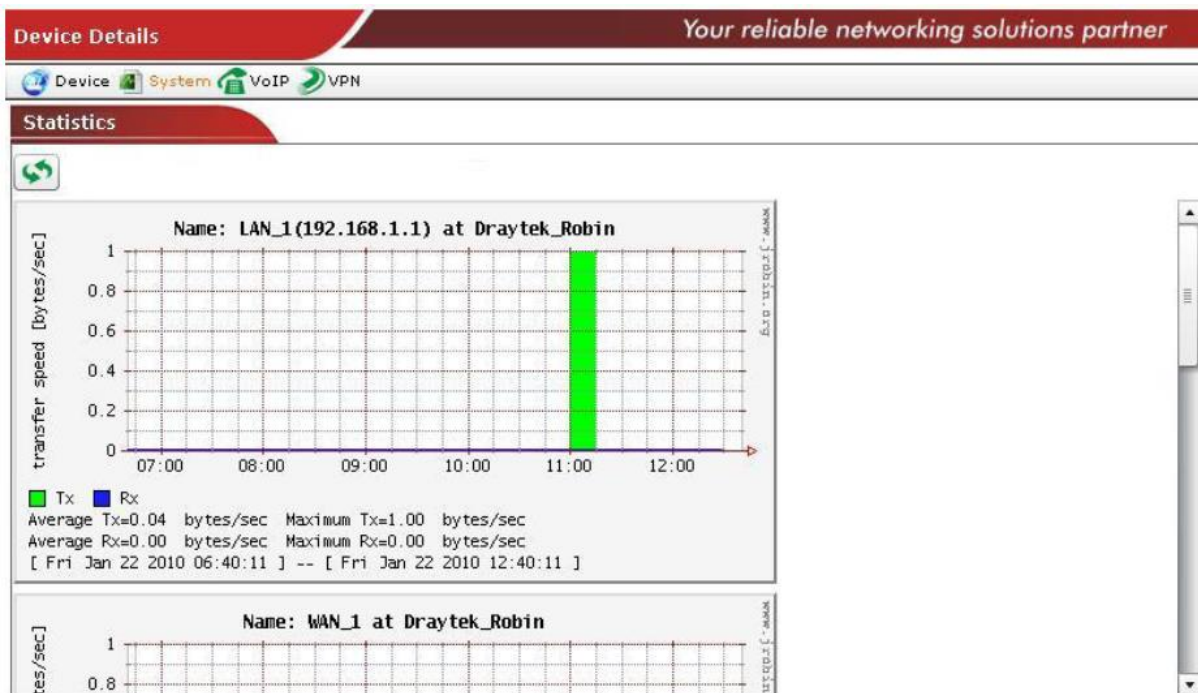 Device Details
Your reliable networking solutions partner
Device System VoIP VPN
Statistics
Name: LAN_1(192.168.1.1) at Draytek_Robin
www.jrobin.org
transfer speed [bytes/sec]
1
0.8
0.6
0.4
0.2
0
07:00 08:00 09:00 10:00 11:00 12:00
Tx Rx
Average Tx=0.04 bytes/sec Maximum Tx=1.00 bytes/sec
Average Rx=0.00 bytes/sec Maximum Rx=0.00 bytes/sec
[ Fri Jan 22 2010 06:40:11 ] -- [ Fri Jan 22 2010 12:40:11 ]
Name: WAN_1 at Draytek_Robin
www.jrobin
tes/sec]
1
0.8